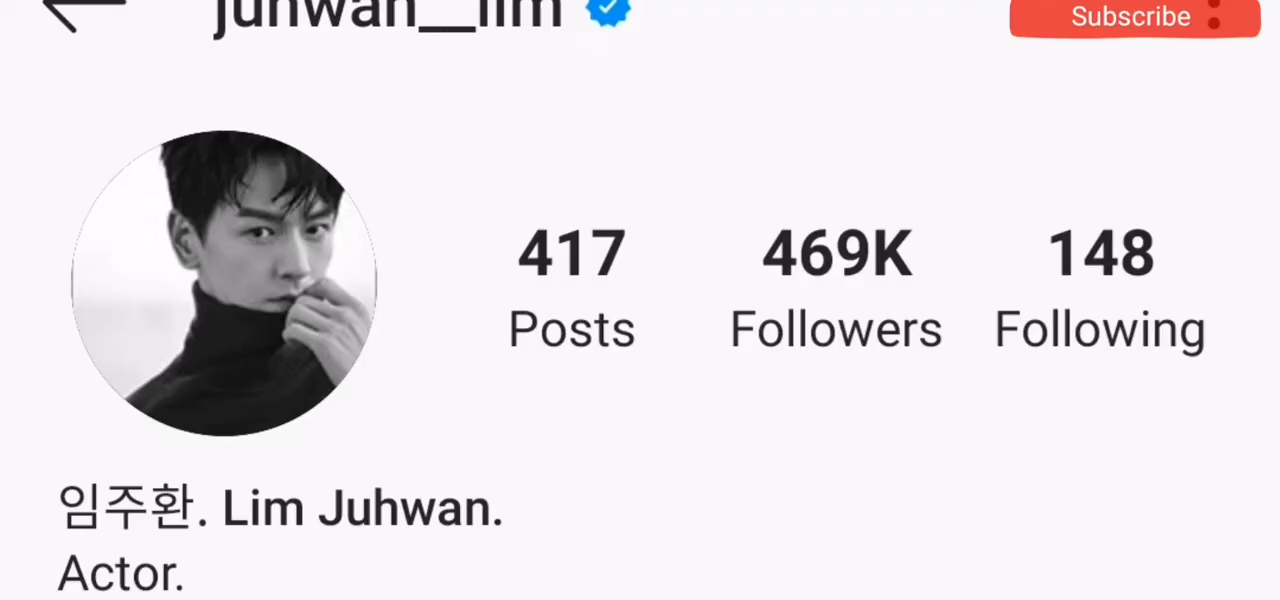 juhwan__lim
Subscribe
417 469K 148
Posts Followers Following
임주환. Lim Juhwan.
Actor.